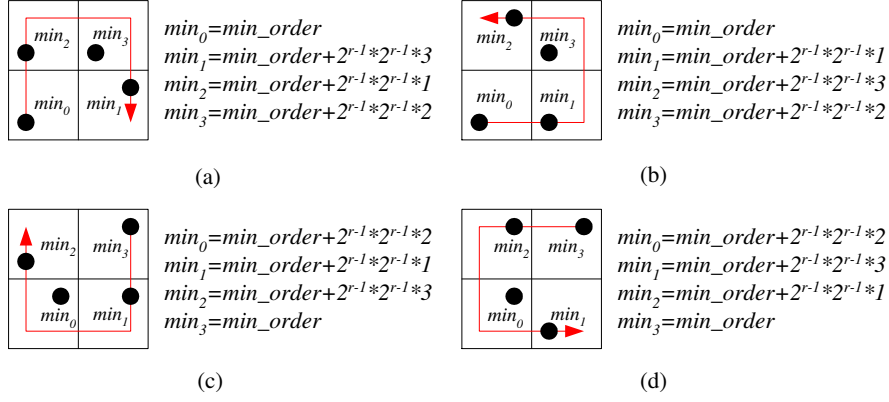 min₂ min₃
min₀ min₁
min₀=min_order
min₁=min_order+2ʳ⁻¹*2ʳ⁻¹*3
min₂=min_order+2ʳ⁻¹*2ʳ⁻¹*1
min₃=min_order+2ʳ⁻¹*2ʳ⁻¹*2
(a)
min₂ min₃
min₀ min₁
min₀=min_order
min₁=min_order+2ʳ⁻¹*2ʳ⁻¹*1
min₂=min_order+2ʳ⁻¹*2ʳ⁻¹*3
min₃=min_order+2ʳ⁻¹*2ʳ⁻¹*2
(b)
min₂ min₃
min₀ min₁
min₀=min_order+2ʳ⁻¹*2ʳ⁻¹*2
min₁=min_order+2ʳ⁻¹*2ʳ⁻¹*1
min₂=min_order+2ʳ⁻¹*2ʳ⁻¹*3
min₃=min_order
(c)
min₂ min₃
min₀ min₁
min₀=min_order+2ʳ⁻¹*2ʳ⁻¹*2
min₁=min_order+2ʳ⁻¹*2ʳ⁻¹*3
min₂=min_order+2ʳ⁻¹*2ʳ⁻¹*1
min₃=min_order
(d)